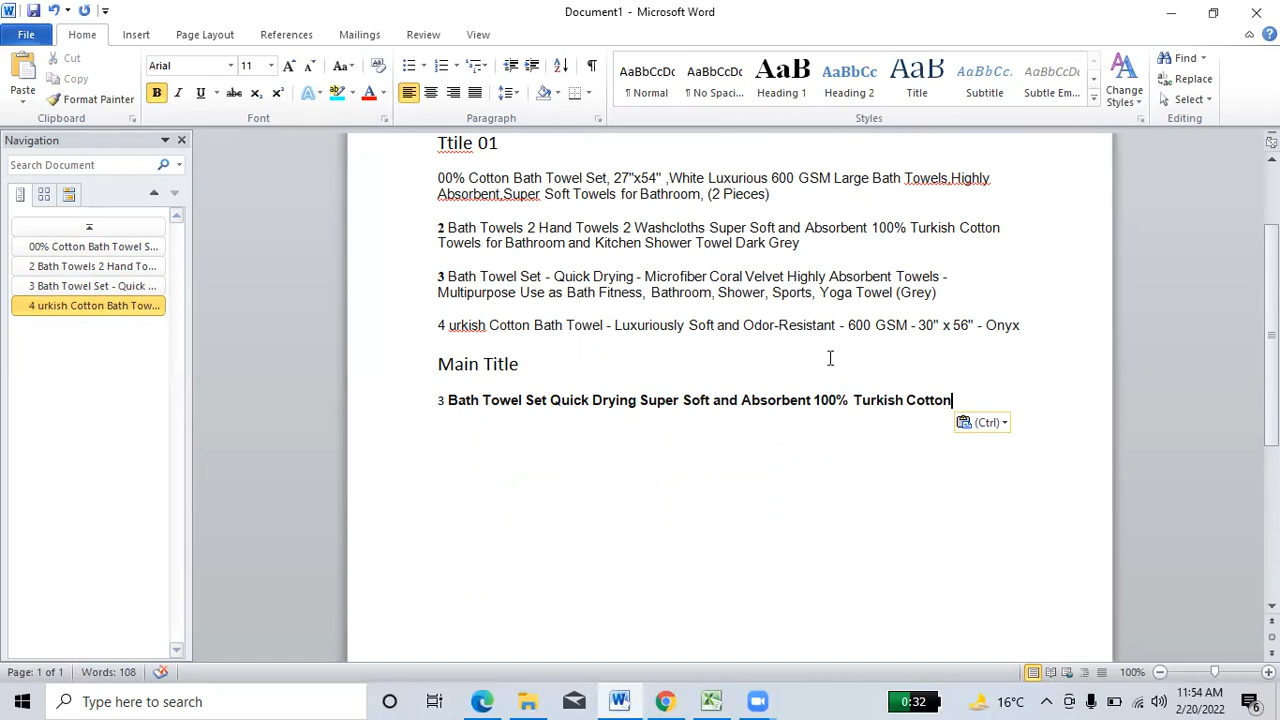 Document1 - Microsoft Word
File Home Insert Page Layout References Mailings Review View
Paste
Cut
Copy
Format Painter
Clipboard
Arial 11
Font
Paragraph
AaBbCcDc AaBbCcDc AaB AaBbCc AaB AaBbCcI AaBbCcDc
¶ Normal ¶ No Spaci... Heading 1 Heading 2 Title Subtitle Subtle Em...
Styles
Change
Styles
Find
Replace
Select
Editing
Navigation
Search Document
00% Cotton Bath Towel S...
2 Bath Towels 2 Hand To...
3 Bath Towel Set - Quick ...
4 urkish Cotton Bath Tow...
Ttile 01
00% Cotton Bath Towel Set, 27"x54" ,White Luxurious 600 GSM Large Bath Towels,Highly
Absorbent,Super Soft Towels for Bathroom, (2 Pieces)
2 Bath Towels 2 Hand Towels 2 Washcloths Super Soft and Absorbent 100% Turkish Cotton
Towels for Bathroom and Kitchen Shower Towel Dark Grey
3 Bath Towel Set - Quick Drying - Microfiber Coral Velvet Highly Absorbent Towels -
Multipurpose Use as Bath Fitness, Bathroom, Shower, Sports, Yoga Towel (Grey)
4 urkish Cotton Bath Towel - Luxuriously Soft and Odor-Resistant - 600 GSM - 30" x 56" - Onyx
Main Title
3 Bath Towel Set Quick Drying Super Soft and Absorbent 100% Turkish Cotton
(Ctrl)
Page: 1 of 1 Words: 108 100%
Type here to search
0:32
16°C
11:54 AM
2/20/2022
6